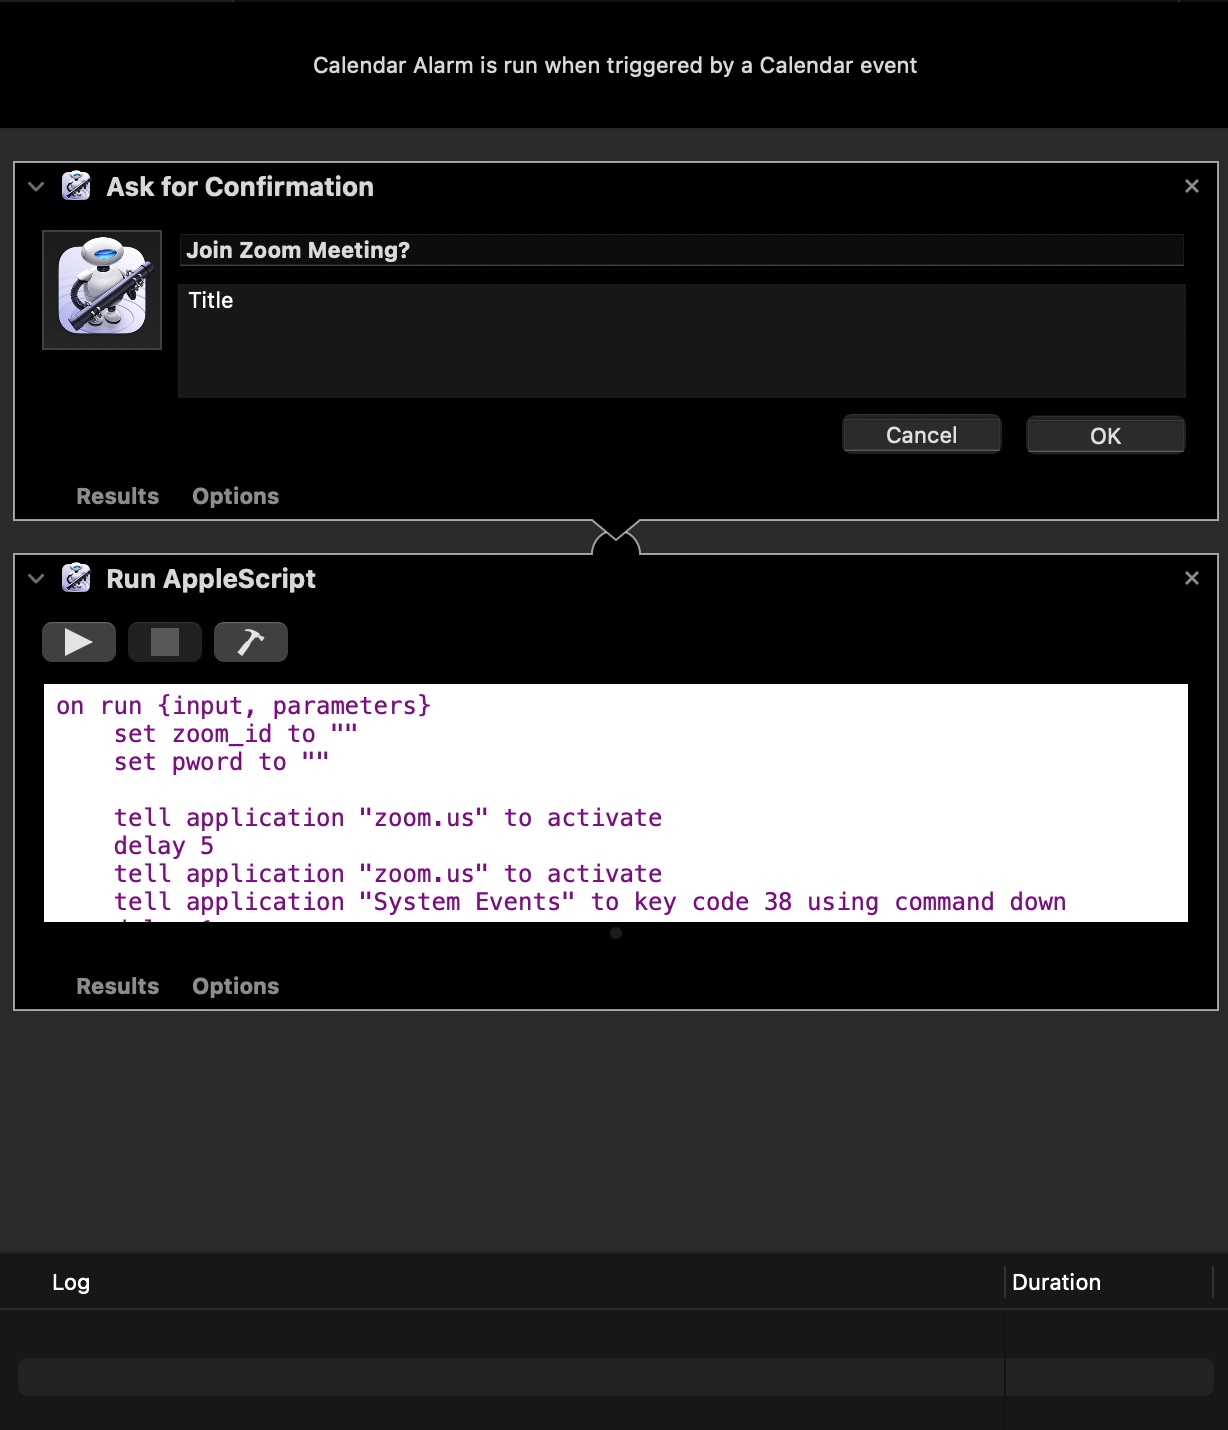 Calendar Alarm is run when triggered by a Calendar event
Ask for Confirmation
Join Zoom Meeting?
Title
Cancel
OK
Results Options
Run AppleScript
on run {input, parameters}
set zoom_id to ""
set pword to ""
tell application "zoom.us" to activate
delay 5
tell application "zoom.us" to activate
tell application "System Events" to key code 38 using command down
Results Options
Log
Duration